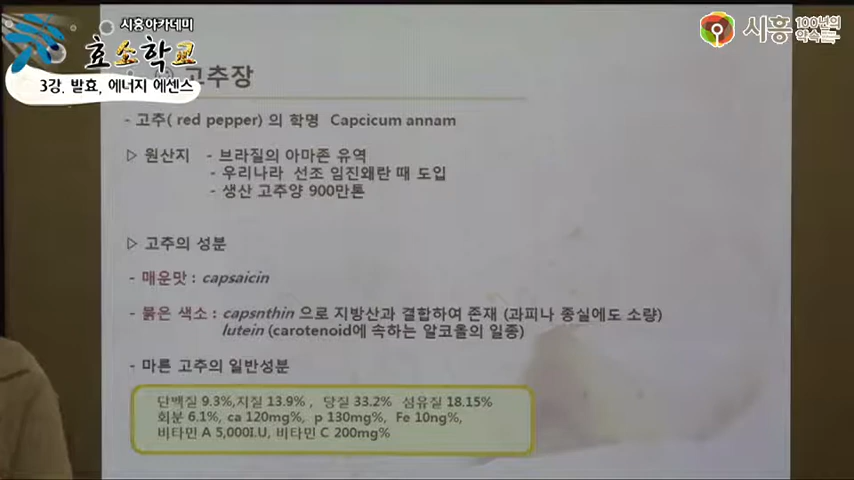 시흥아카데미
효소학교
3강. 발효, 에너지 에센스
시흥 100년의
약속
고추장
- 고추( red pepper) 의 학명 Capcicum annam
▷ 원산지 - 브라질의 아마존 유역
- 우리나라 선조 임진왜란 때 도입
- 생산 고추양 900만톤
▷ 고추의 성분
- 매운맛 : capsaicin
- 붉은 색소 : capsnthin 으로 지방산과 결합하여 존재 (과피나 종실에도 소량)
lutein (carotenoid에 속하는 알코올의 일종)
- 마른 고추의 일반성분
단백질 9.3%,지질 13.9% , 당질 33.2% 섬유질 18.15%
회분 6.1%, ca 120mg%, p 130mg%, Fe 10ng%,
비타민 A 5,000I.U, 비타민 C 200mg%